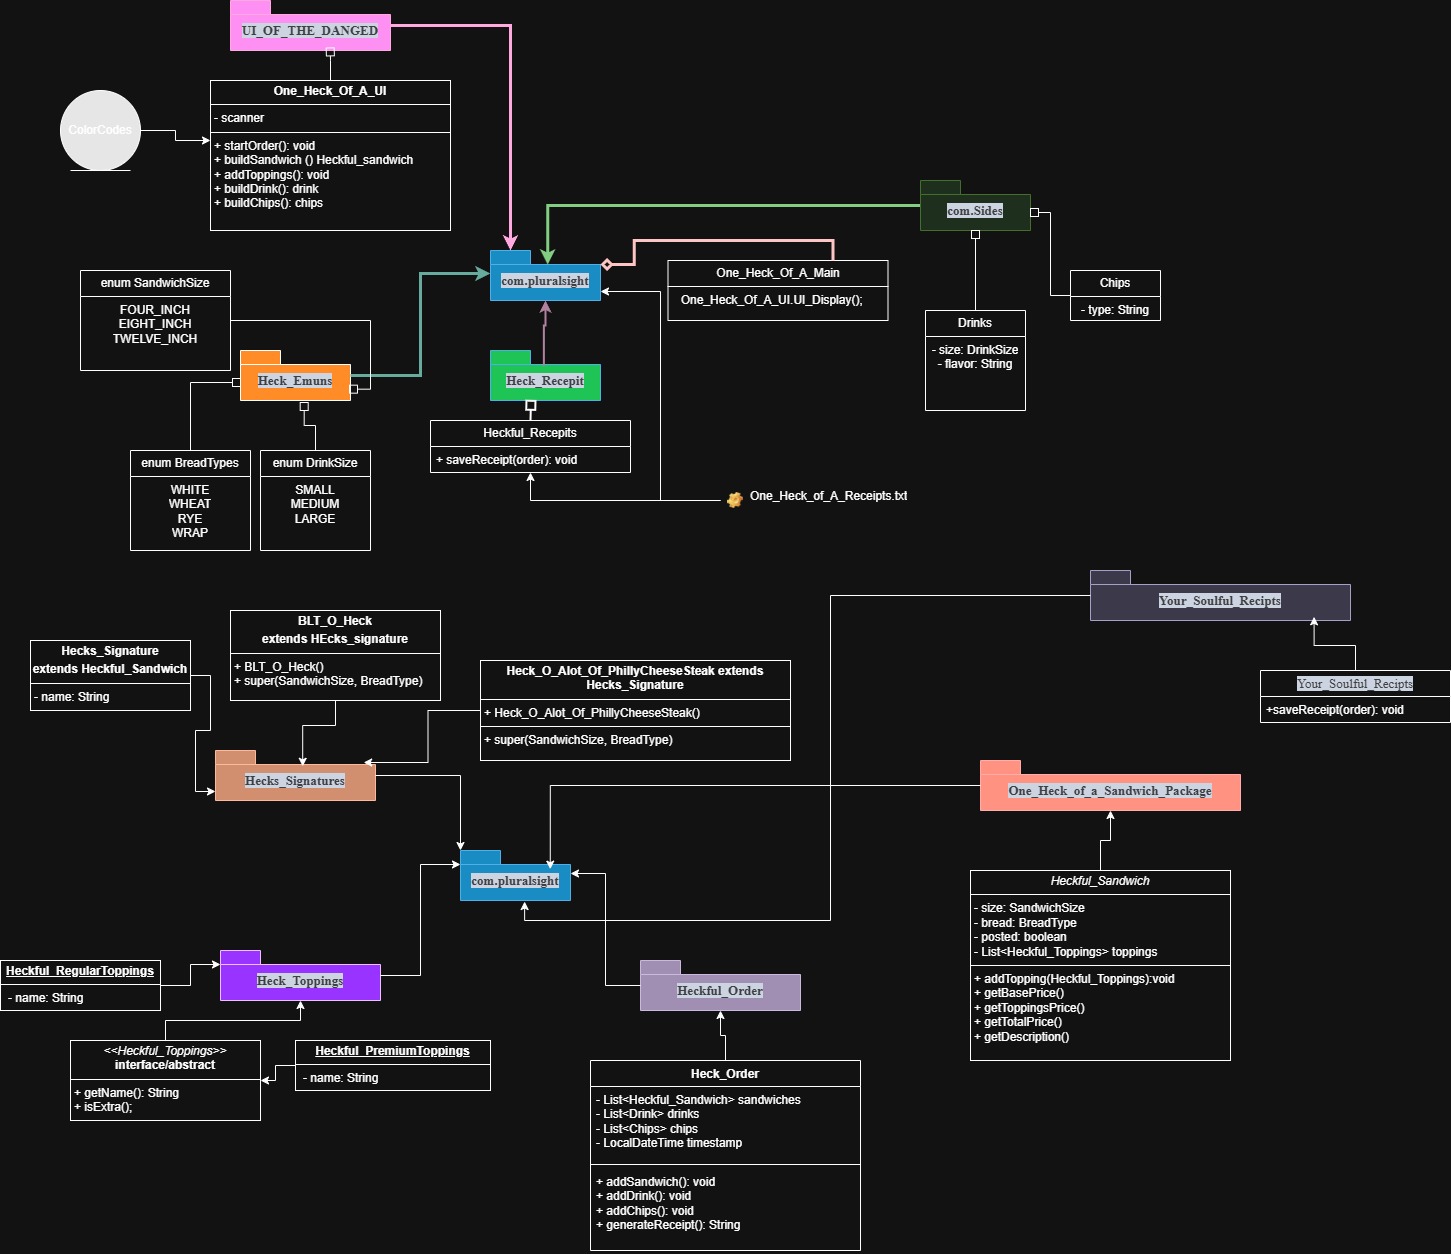 UI_OF_THE_DANGED
One_Heck_Of_A_UI
- scanner
+ startOrder(): void
+ buildSandwich () Heckful_sandwich
+ addToppings(): void
+ buildDrink(): drink
+ buildChips(): chips
ColorCodes
com.Sides
com.pluralsight
One_Heck_Of_A_Main
One_Heck_Of_A_UI.UI_Display();
Chips
- type: String
Drinks
- size: DrinkSize
- flavor: String
enum SandwichSize
FOUR_INCH
EIGHT_INCH
TWELVE_INCH
Heck_Emuns
Heck_Recepit
Heckful_Recepits
+ saveReceipt(order): void
enum BreadTypes
WHITE
WHEAT
RYE
WRAP
enum DrinkSize
SMALL
MEDIUM
LARGE
One_Heck_of_A_Receipts.txt
Your_Soulful_Recipts
Your_Soulful_Recipts
+saveReceipt(order): void
BLT_O_Heck
extends HEcks_signature
+ BLT_O_Heck()
+ super(SandwichSize, BreadType)
Hecks_Signature
extends Heckful_Sandwich
- name: String
Heck_O_Alot_Of_PhillyCheeseSteak extends
Hecks_Signature
+ Heck_O_Alot_Of_PhillyCheeseSteak()
+ super(SandwichSize, BreadType)
Hecks_Signatures
One_Heck_of_a_Sandwich_Package
com.pluralsight
Heckful_Sandwich
- size: SandwichSize
- bread: BreadType
- posted: boolean
- List<Heckful_Toppings> toppings
+ addTopping(Heckful_Toppings):void
+ getBasePrice()
+ getToppingsPrice()
+ getTotalPrice()
+ getDescription()
Heckful_RegularToppings
- name: String
Heck_Toppings
Heckful_Order
<<Heckful_Toppings>>
interface/abstract
+ getName(): String
+ isExtra();
Heckful_PremiumToppings
- name: String
Heck_Order
- List<Heckful_Sandwich> sandwiches
- List<Drink> drinks
- List<Chips> chips
- LocalDateTime timestamp
+ addSandwich(): void
+ addDrink(): void
+ addChips(): void
+ generateReceipt(): String